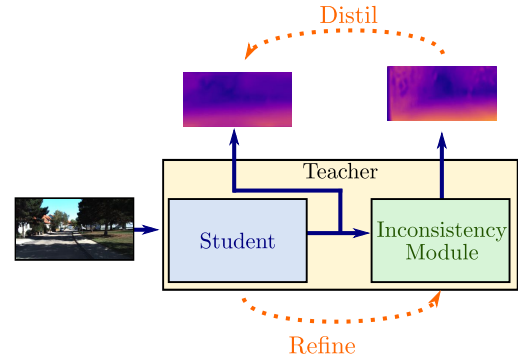 Distil
Teacher
Student
Inconsistency
Module
Refine